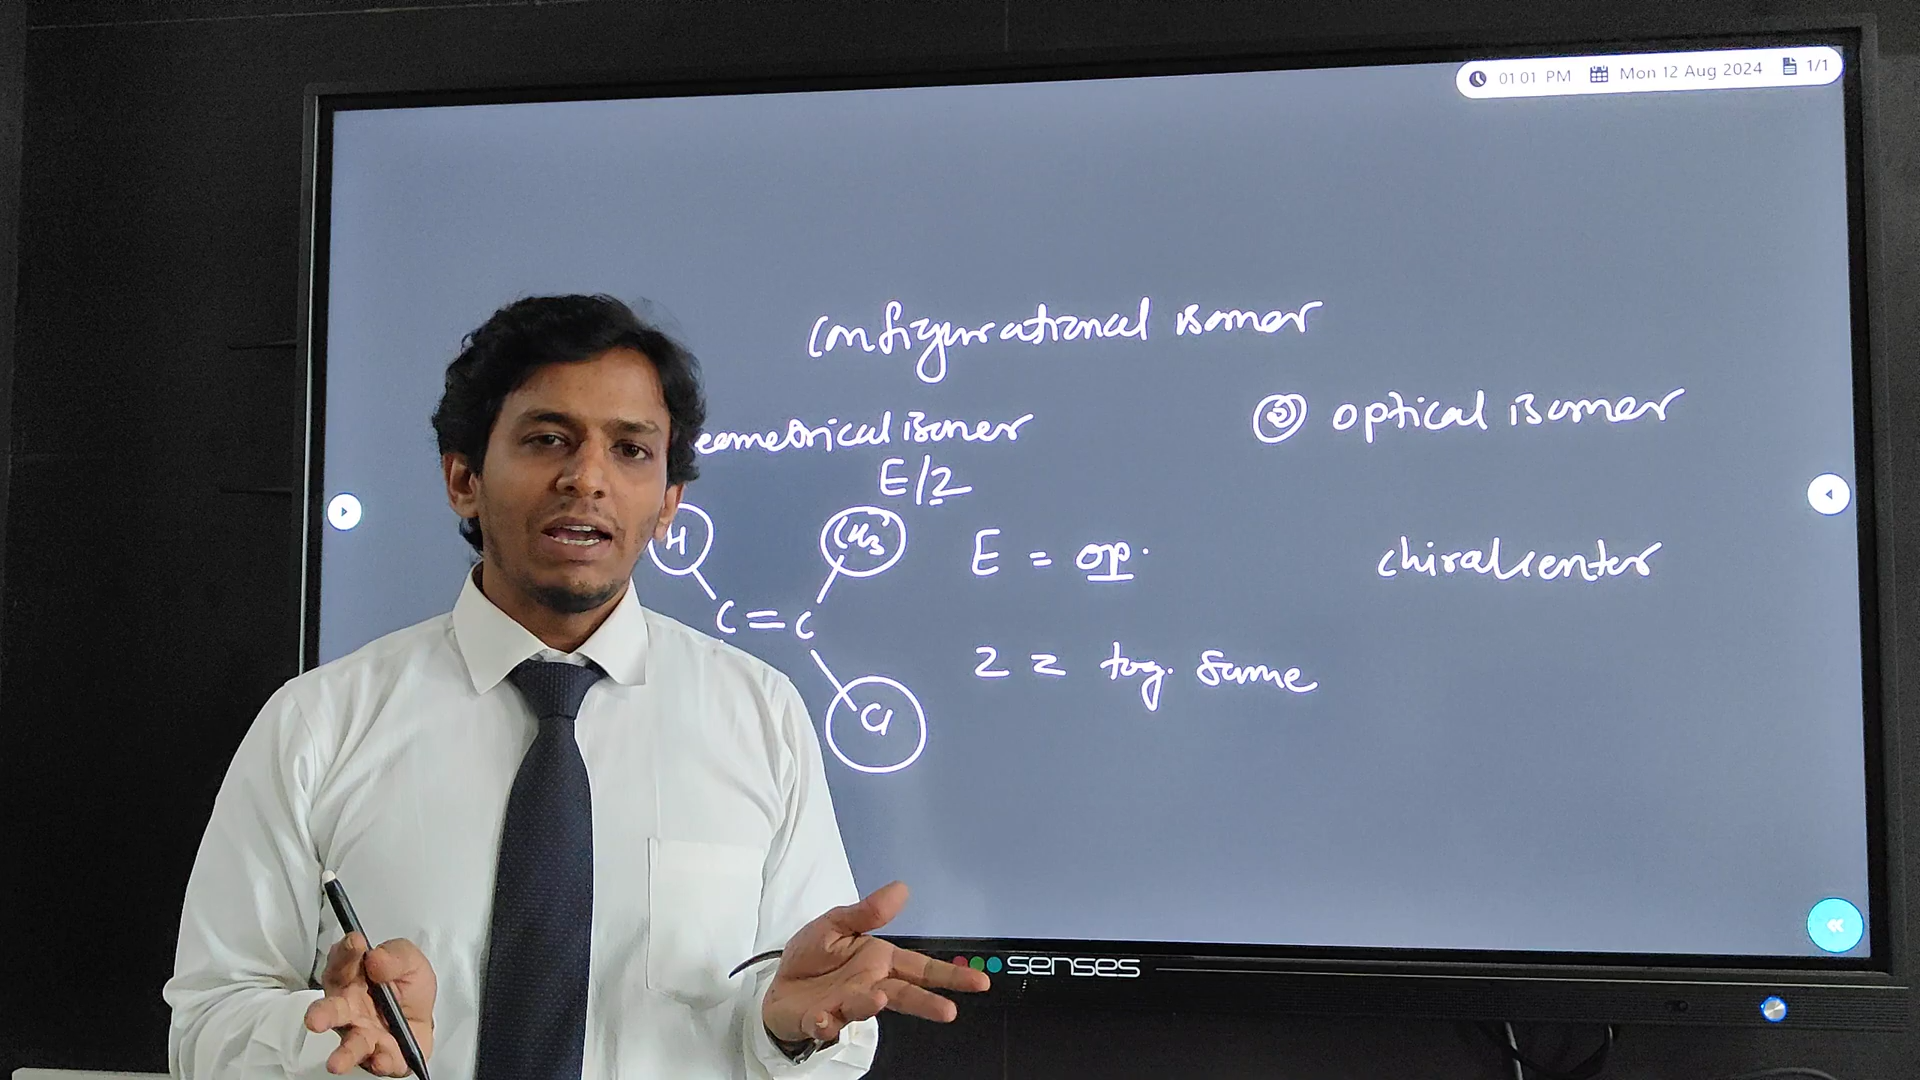 01:01 PM Mon 12 Aug 2024 1/1
Configurational isomer
eometrical isomer
② optical isomer
E/Z
H CH3
E = op.
chiral center
C = C
Z = tog. Same
Cl
senses